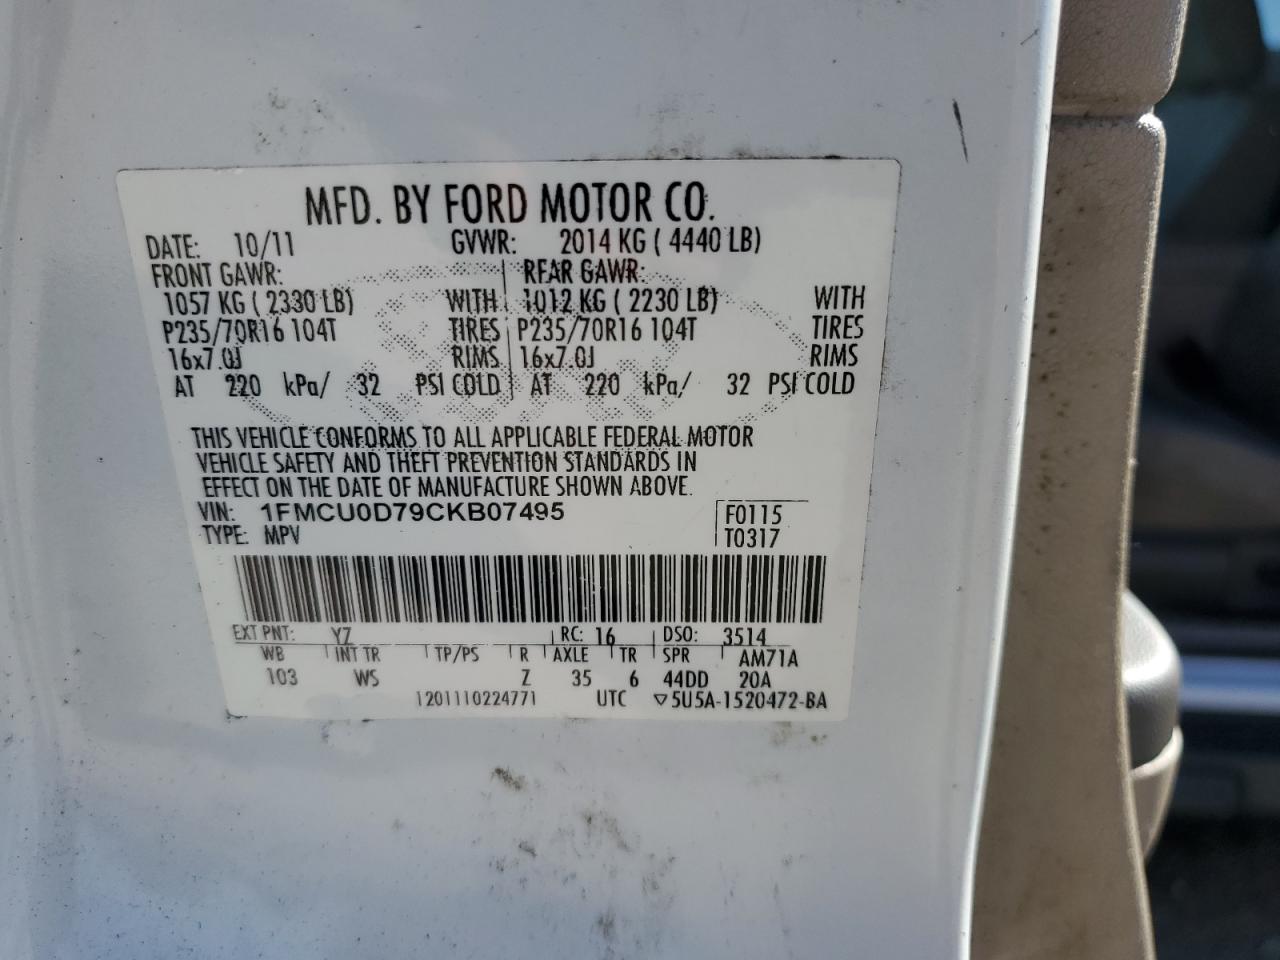 MFD. BY FORD MOTOR CO.
DATE: 10/11 GVWR: 2014 KG ( 4440 LB)
FRONT GAWR: REAR GAWR:
1057 KG ( 2330 LB) WITH 1012 KG ( 2230 LB) WITH
P235/70R16 104T TIRES P235/70R16 104T TIRES
16x7.0J RIMS 16x7.0J RIMS
AT 220 kPa/ 32 PSI COLD AT 220 kPa/ 32 PSI COLD
THIS VEHICLE CONFORMS TO ALL APPLICABLE FEDERAL MOTOR
VEHICLE SAFETY AND THEFT PREVENTION STANDARDS IN
EFFECT ON THE DATE OF MANUFACTURE SHOWN ABOVE.
VIN: 1FMCU0D79CKB07495 F0115
TYPE: MPV T0317
EXT PNT: YZ RC: 16 DSO: 3514
WB INT TR TP/PS R AXLE TR SPR AM71A
103 WS Z 35 6 44DD 20A
1201110224771 UTC ▽5U5A-1520472-BA